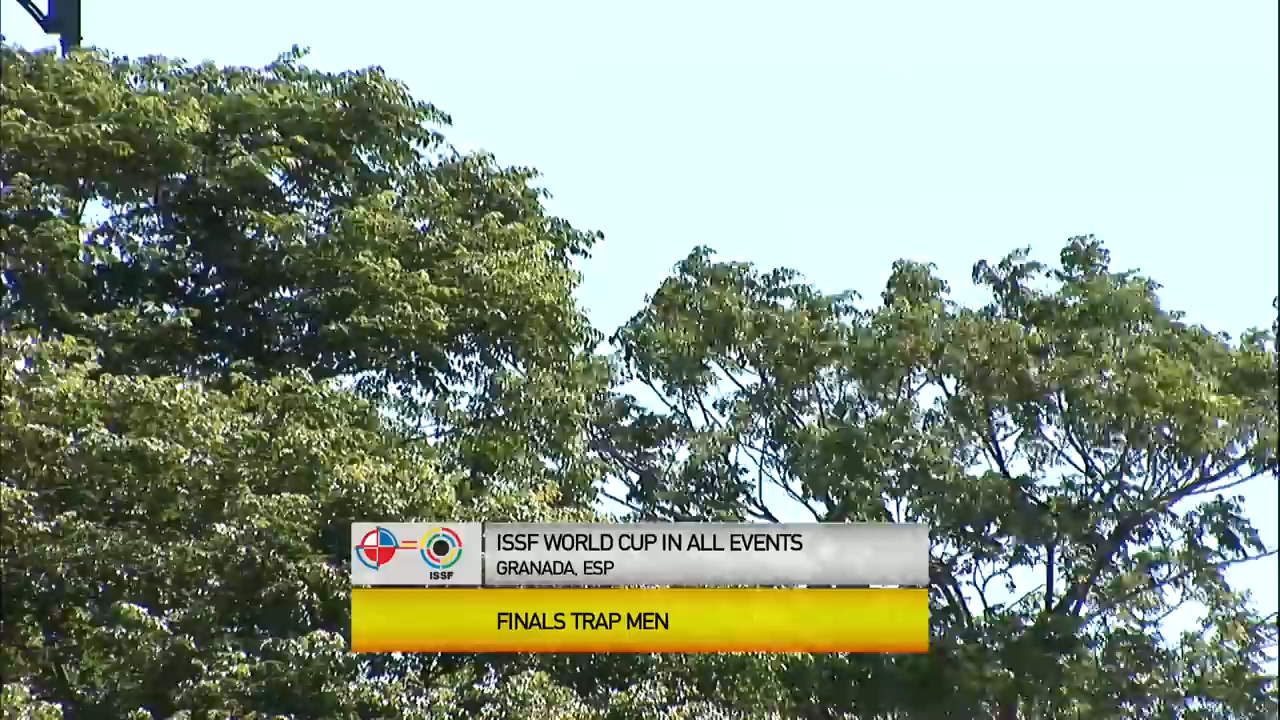 ISSF WORLD CUP IN ALL EVENTS
GRANADA, ESP
ISSF
FINALS TRAP MEN